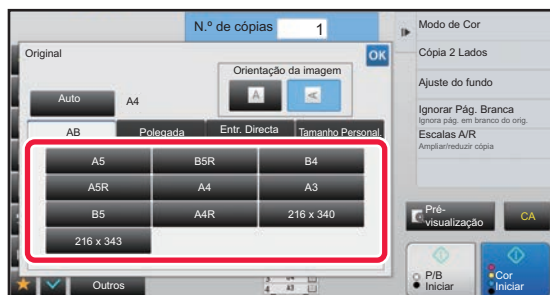 N.º de cópias
1
Original
OK
Orientação da imagem
A
A
Auto
A4
AB
Polegada
Entr. Directa
Tamanho Personal.
A5
B5R
B4
A5R
A4
A3
B5
A4R
216 x 340
216 x 343
Outros
A3
Modo de Cor
Cópia 2 Lados
Ajuste do fundo
Ignorar Pág. Branca
Ignora pág. em branco do orig.
Escalas A/R
Ampliar/reduzir cópia
Pré-
visualização
CA
P/B
Iniciar
Cor
Iniciar